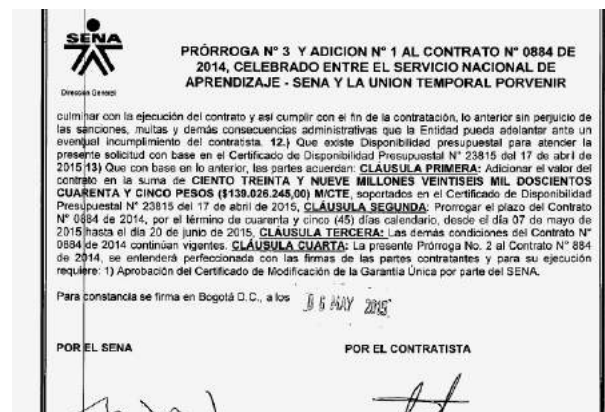 SENA
Dirección General
PRÓRROGA N° 3 Y ADICION N° 1 AL CONTRATO N° 0884 DE
2014, CELEBRADO ENTRE EL SERVICIO NACIONAL DE
APRENDIZAJE - SENA Y LA UNION TEMPORAL PORVENIR
culminar con la ejecución del contrato y así cumplir con el fin de la contratación, lo anterior sin perjuicio de
las sanciones, multas y demás consecuencias administrativas que la Entidad pueda adelantar ante un
eventual incumplimiento del contratista. 12.) Que existe Disponibilidad presupuestal para atender la
presente solicitud con base en el Certificado de Disponibilidad Presupuestal N° 23815 del 17 de abril de
2015 13) Que con base en lo anterior, las partes acuerdan: CLÁUSULA PRIMERA: Adicionar el valor del
contrato en la suma de CIENTO TREINTA Y NUEVE MILLONES VEINTISEIS MIL DOSCIENTOS
CUARENTA Y CINCO PESOS ($139.026.245,00) M/CTE, soportados en el Certificado de Disponibilidad
Presupuestal N° 23815 del 17 de abril de 2015, CLÁUSULA SEGUNDA: Prorrogar el plazo del Contrato
N° 0884 de 2014, por el término de cuarenta y cinco (45) días calendario, desde el día 07 de mayo de
2015 hasta el día 20 de junio de 2015, CLÁUSULA TERCERA: Las demás condiciones del Contrato N°
0884 de 2014 continúan vigentes. CLÁUSULA CUARTA: La presente Prórroga No. 2 al Contrato N° 884
de 2014, se entenderá perfeccionada con las firmas de las partes contratantes y para su ejecución
requiere: 1) Aprobación del Certificado de Modificación de la Garantía Única por parte del SENA.
Para constancia se firma en Bogotá D.C., a los 06 MAY 2015
POR EL SENA POR EL CONTRATISTA